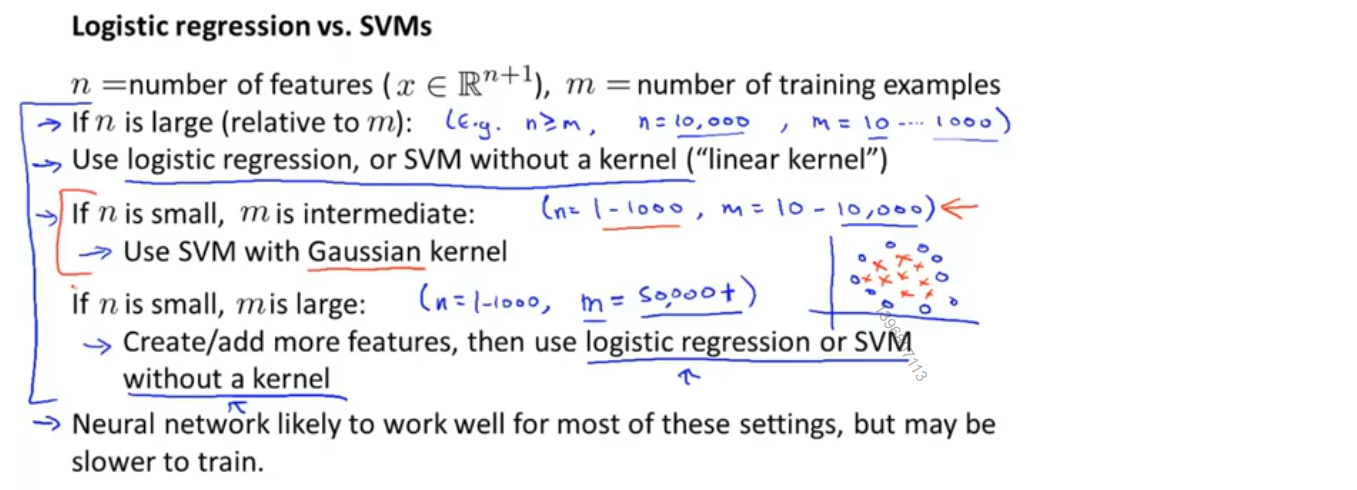 Logistic regression vs. SVMs
n =number of features ( x ∈ ℝⁿ⁺¹), m = number of training examples
→ If n is large (relative to m): (E.g. n ≥ m, n = 10,000 , m = 10 .... 1000)
→ Use logistic regression, or SVM without a kernel (“linear kernel”)
→ If n is small, m is intermediate: (n = 1 - 1000, m = 10 - 10,000) ←
→ Use SVM with Gaussian kernel
If n is small, m is large: (n = 1-1000, m = 50,000+)
→ Create/add more features, then use logistic regression or SVM
without a kernel
→ Neural network likely to work well for most of these settings, but may be
slower to train.